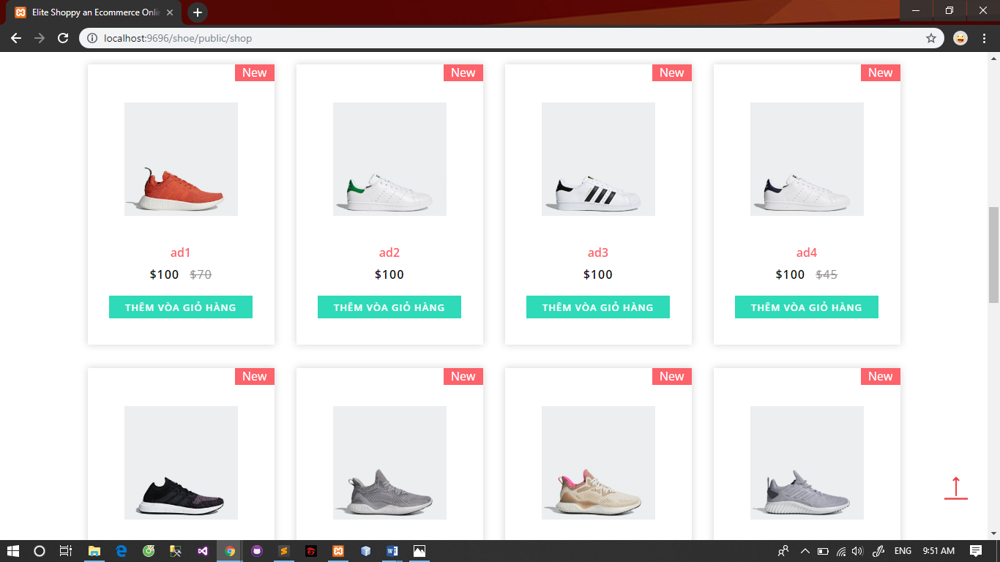 Elite Shoppy an Ecommerce Onlin
localhost:9696/shoe/public/shop
New New New New
ad1 ad2 ad3 ad4
$100 $70 $100 $100 $100 $45
THÊM VÒA GIỎ HÀNG THÊM VÒA GIỎ HÀNG THÊM VÒA GIỎ HÀNG THÊM VÒA GIỎ HÀNG
New New New New
ENG 9:51 AM